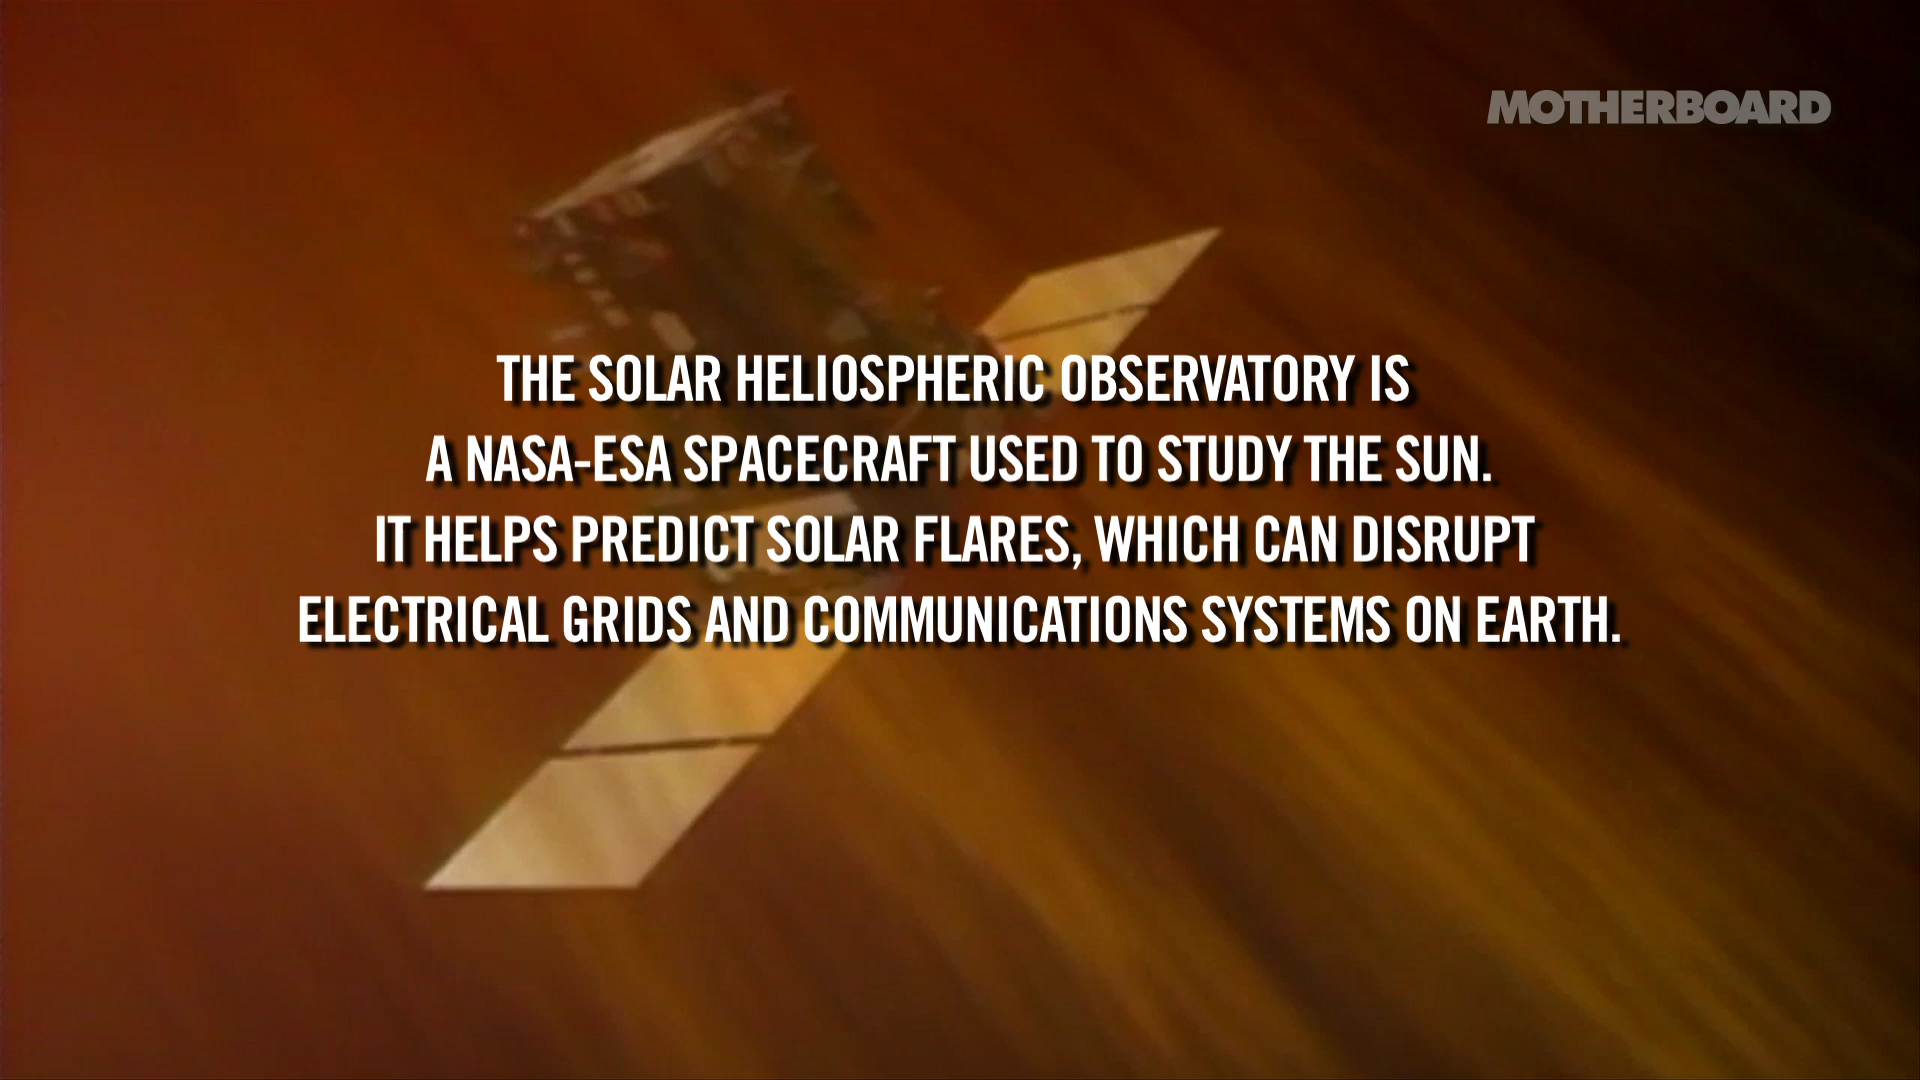 MOTHERBOARD
THE SOLAR HELIOSPHERIC OBSERVATORY IS
A NASA-ESA SPACECRAFT USED TO STUDY THE SUN.
IT HELPS PREDICT SOLAR FLARES, WHICH CAN DISRUPT
ELECTRICAL GRIDS AND COMMUNICATIONS SYSTEMS ON EARTH.